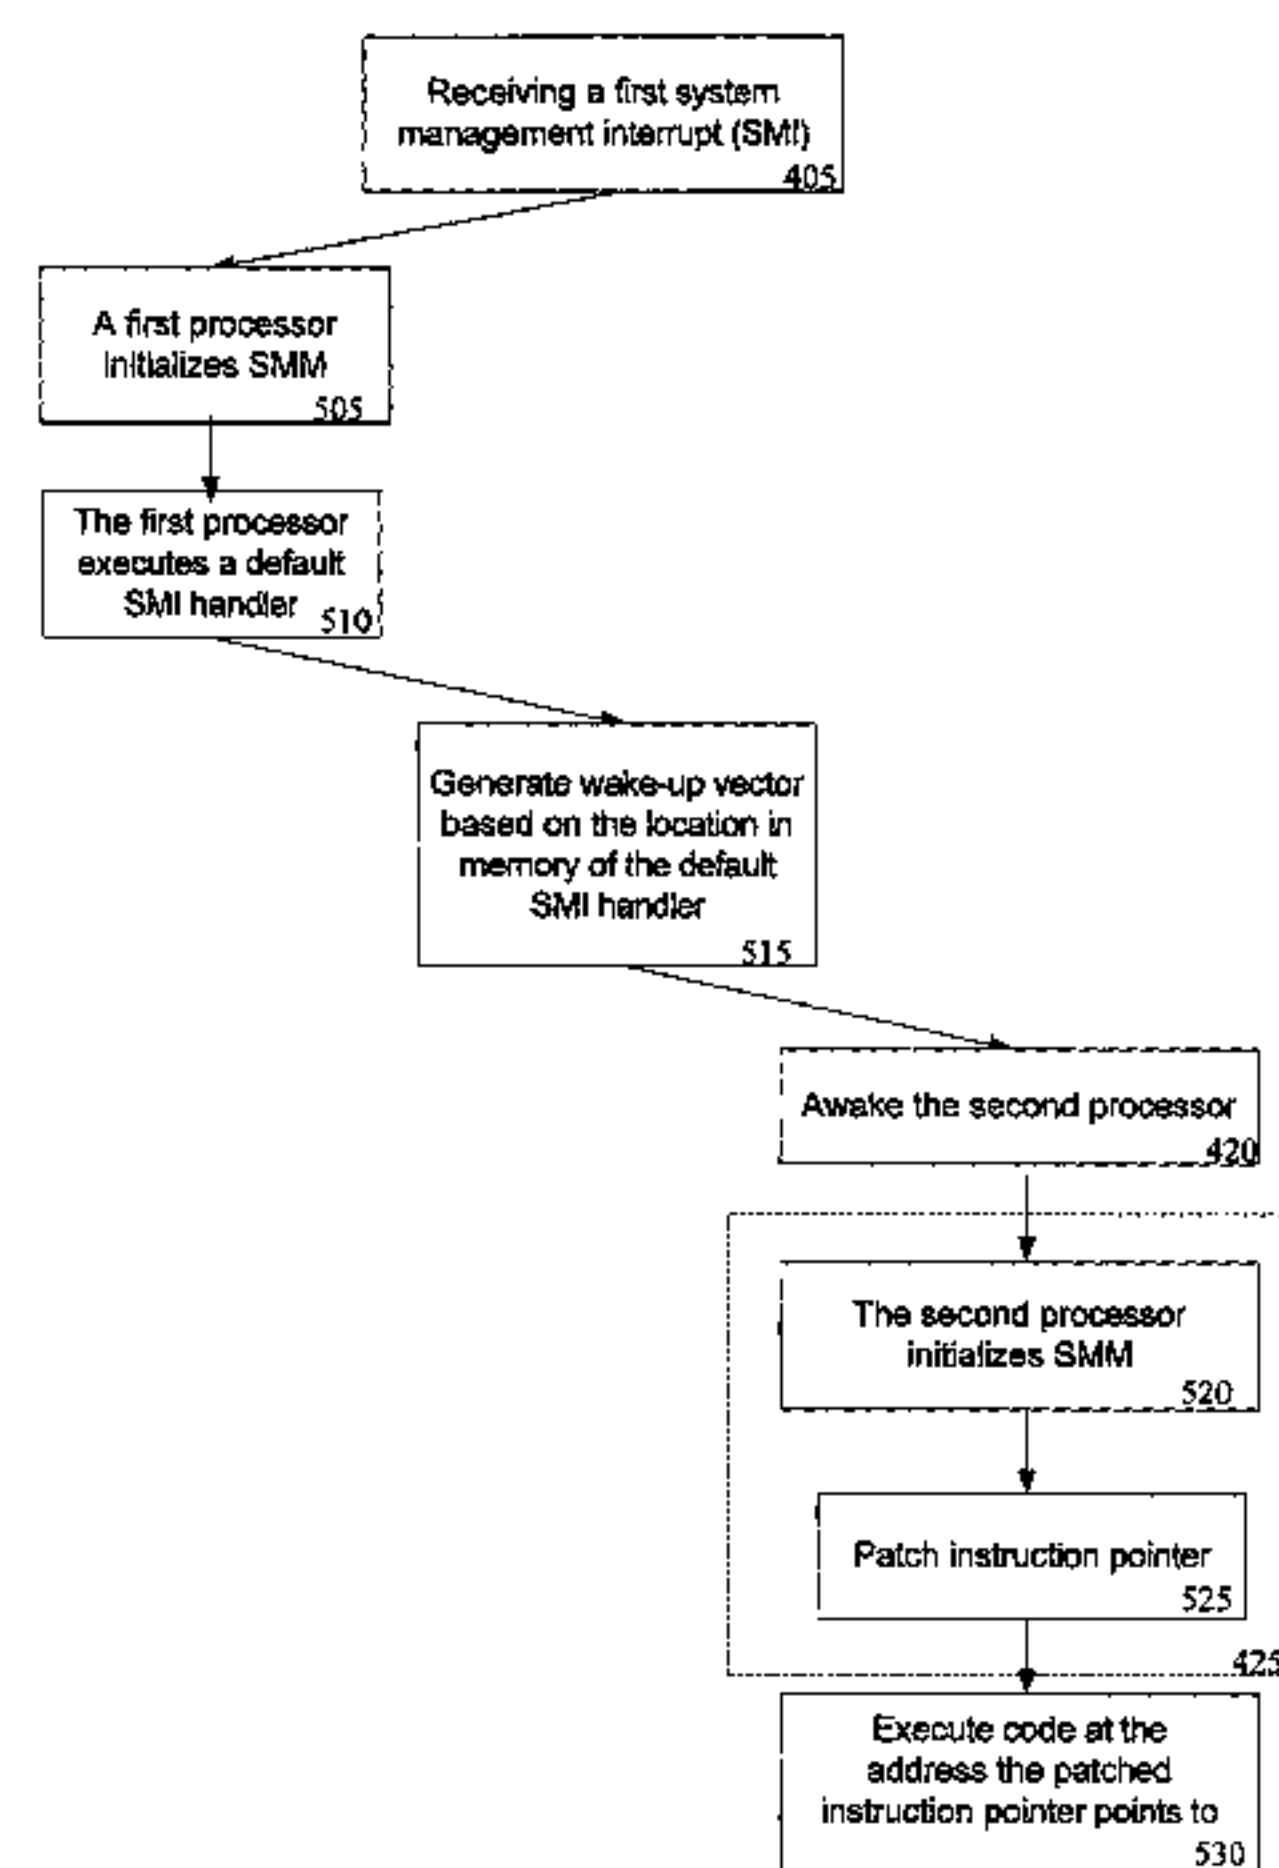 Receiving a first system
management interrupt (SMI)
405
A first processor
initializes SMM
505
The first processor
executes a default
SMI handler
510
Generate wake-up vector
based on the location in
memory of the default
SMI handler
515
Awake the second processor
420
The second processor
initializes SMM
520
Patch instruction pointer
525
425
Execute code at the
address the patched
instruction pointer points to
530